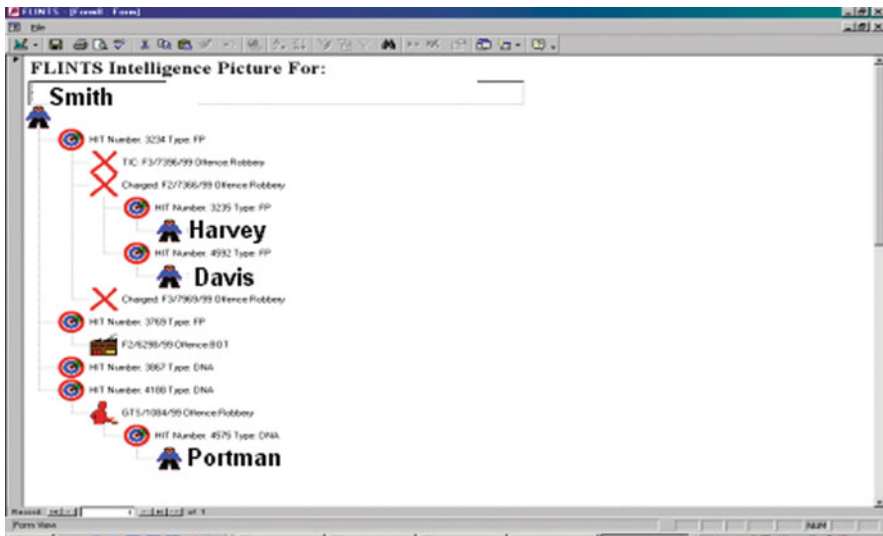 FLINTS - [Form8 : Form]
File
FLINTS Intelligence Picture For:
Smith
HIT Number: 3234 Type: FP
TIC: F3/7396/99 Offence:Robbery
Charged: F2/7366/99 Offence:Robbery
HIT Number: 3235 Type: FP
Harvey
HIT Number: 4592 Type: FP
Davis
Charged: F3/7969/99 Offence:Robbery
HIT Number: 3769 Type: FP
F2/6298/99 Offence:BOT
HIT Number: 3867 Type: DNA
HIT Number: 4188 Type: DNA
GTS/1084/99 Offence:Robbery
HIT Number: 4575 Type: DNA
Portman
Record: 1 of 1
Form View NUM